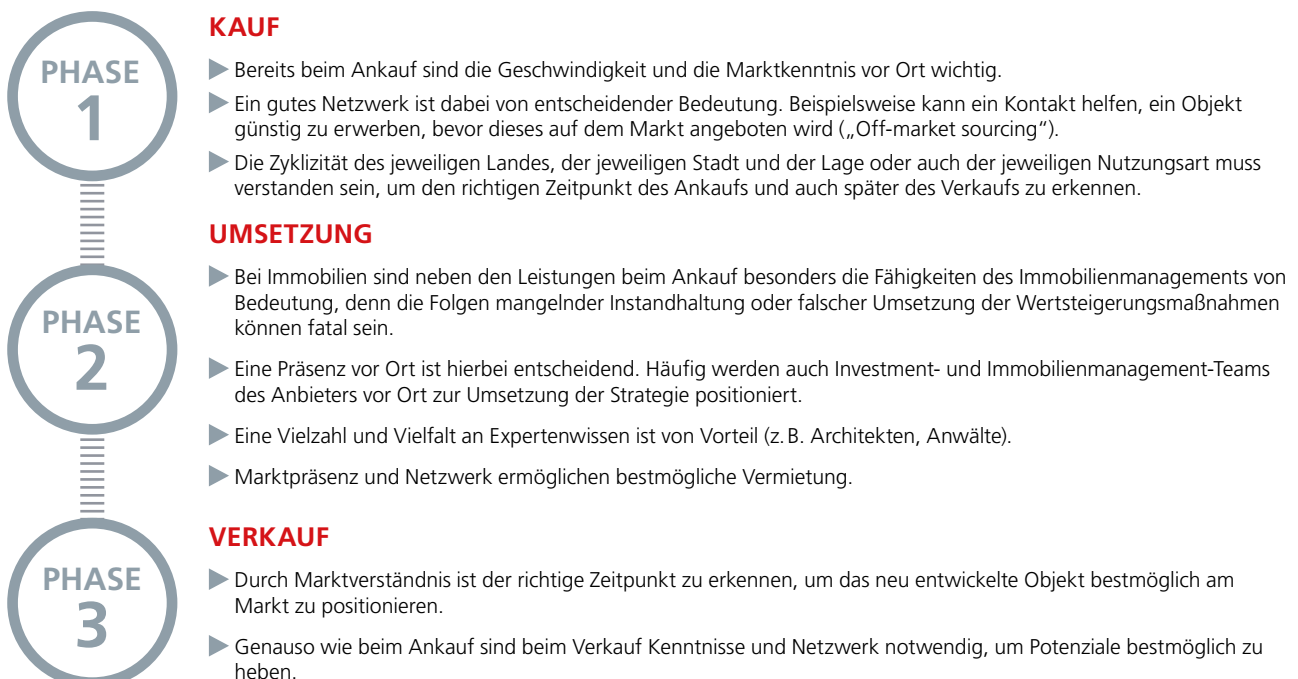 PHASE
1
KAUF
Bereits beim Ankauf sind die Geschwindigkeit und die Marktkenntnis vor Ort wichtig.
Ein gutes Netzwerk ist dabei von entscheidender Bedeutung. Beispielsweise kann ein Kontakt helfen, ein Objekt
günstig zu erwerben, bevor dieses auf dem Markt angeboten wird („Off-market sourcing“).
Die Zyklizität des jeweiligen Landes, der jeweiligen Stadt und der Lage oder auch der jeweiligen Nutzungsart muss
verstanden sein, um den richtigen Zeitpunkt des Ankaufs und auch später des Verkaufs zu erkennen.
PHASE
2
UMSETZUNG
Bei Immobilien sind neben den Leistungen beim Ankauf besonders die Fähigkeiten des Immobilienmanagements von
Bedeutung, denn die Folgen mangelnder Instandhaltung oder falscher Umsetzung der Wertsteigerungsmaßnahmen
können fatal sein.
Eine Präsenz vor Ort ist hierbei entscheidend. Häufig werden auch Investment- und Immobilienmanagement-Teams
des Anbieters vor Ort zur Umsetzung der Strategie positioniert.
Eine Vielzahl und Vielfalt an Expertenwissen ist von Vorteil (z. B. Architekten, Anwälte).
Marktpräsenz und Netzwerk ermöglichen bestmögliche Vermietung.
PHASE
3
VERKAUF
Durch Marktverständnis ist der richtige Zeitpunkt zu erkennen, um das neu entwickelte Objekt bestmöglich am
Markt zu positionieren.
Genauso wie beim Ankauf sind beim Verkauf Kenntnisse und Netzwerk notwendig, um Potenziale bestmöglich zu
heben.